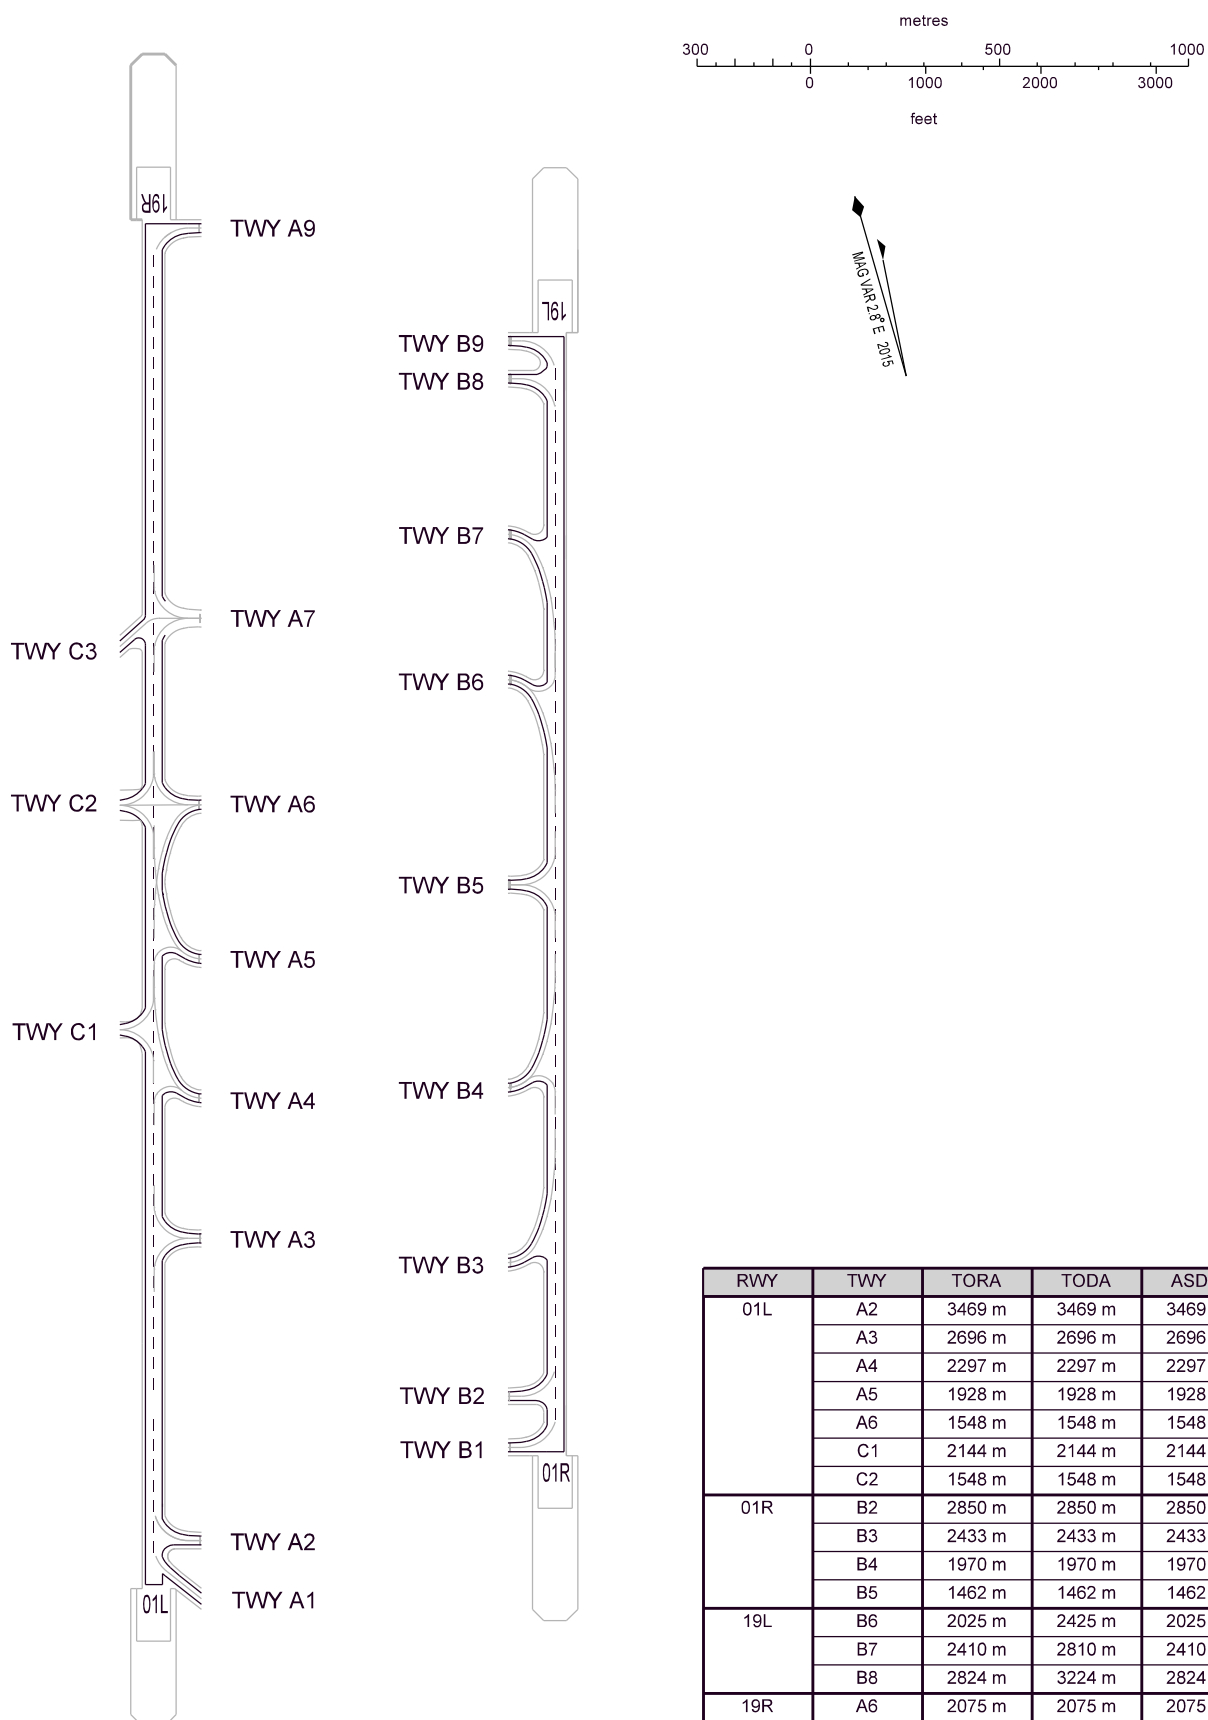 metres
300 0 500 1000
0 1000 2000 3000
feet
19R
TWY A9
19L
MAG VAR 2.8° E 2015
TWY B9
TWY B8
TWY B7
TWY A7
TWY C3
TWY B6
TWY C2
TWY A6
TWY B5
TWY A5
TWY C1
TWY B4
TWY A4
TWY A3
TWY B3
TWY B2
TWY B1
01R
TWY A2
TWY A1
01L
RWY TWY TORA TODA ASD
01L A2 3469 m 3469 m 3469
A3 2696 m 2696 m 2696
A4 2297 m 2297 m 2297
A5 1928 m 1928 m 1928
A6 1548 m 1548 m 1548
C1 2144 m 2144 m 2144
C2 1548 m 1548 m 1548
01R B2 2850 m 2850 m 2850
B3 2433 m 2433 m 2433
B4 1970 m 1970 m 1970
B5 1462 m 1462 m 1462
19L B6 2025 m 2425 m 2025
B7 2410 m 2810 m 2410
B8 2824 m 3224 m 2824
19R A6 2075 m 2075 m 2075